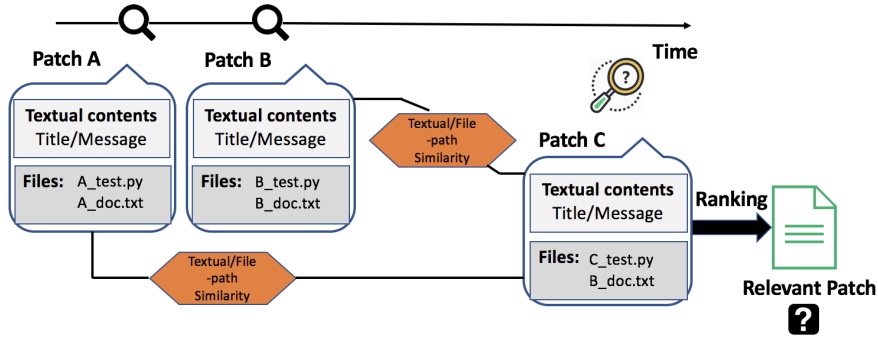 Time
Patch A
Textual contents
Title/Message
Files: A_test.py
A_doc.txt
Patch B
Textual contents
Title/Message
Files: B_test.py
B_doc.txt
Textual/File
-path
Similarity
?
Patch C
Textual contents
Title/Message
Files: C_test.py
B_doc.txt
Textual/File
-path
Similarity
Ranking
Relevant Patch
?